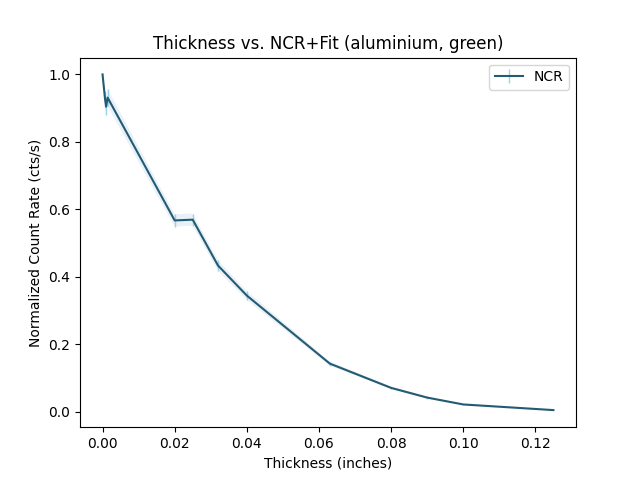 Thickness vs. NCR+Fit (aluminium, green)
NCR
1.0
0.8
0.6
0.4
0.2
0.0
Normalized Count Rate (cts/s)
0.00 0.02 0.04 0.06 0.08 0.10 0.12
Thickness (inches)